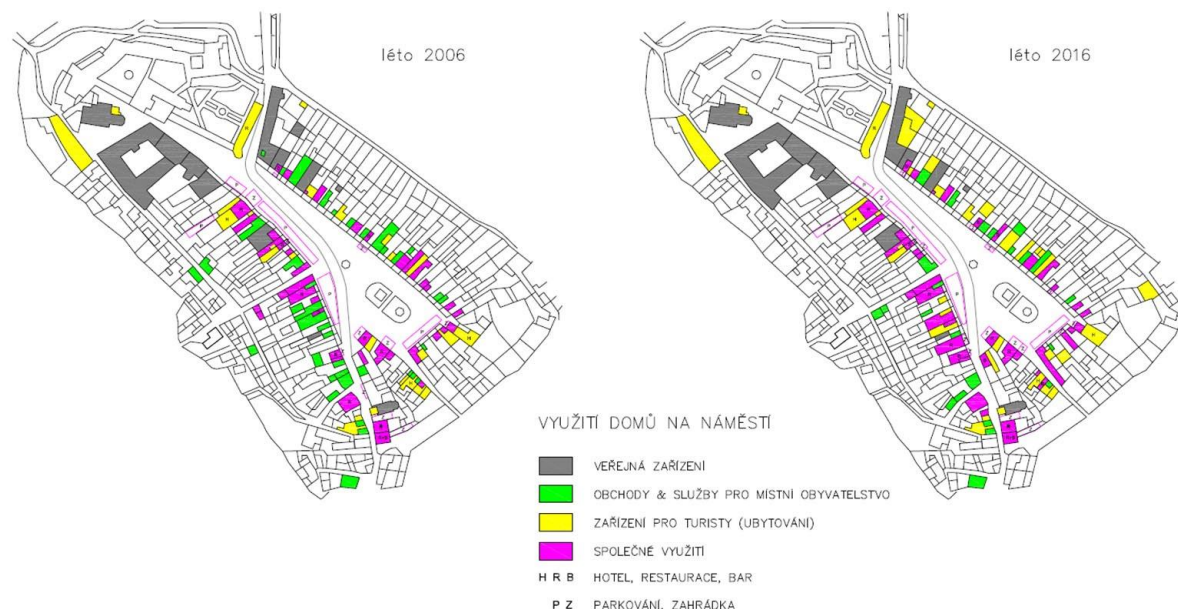 léto 2006
léto 2016
VYUŽITÍ DOMŮ NA NÁMĚSTÍ
VEŘEJNÁ ZAŘÍZENÍ
OBCHODY & SLUŽBY PRO MÍSTNÍ OBYVATELSTVO
ZAŘÍZENÍ PRO TURISTY (UBYTOVÁNÍ)
SPOLEČNÉ VYUŽITÍ
H R B HOTEL, RESTAURACE, BAR
P Z PARKOVÁNÍ, ZAHRÁDKA